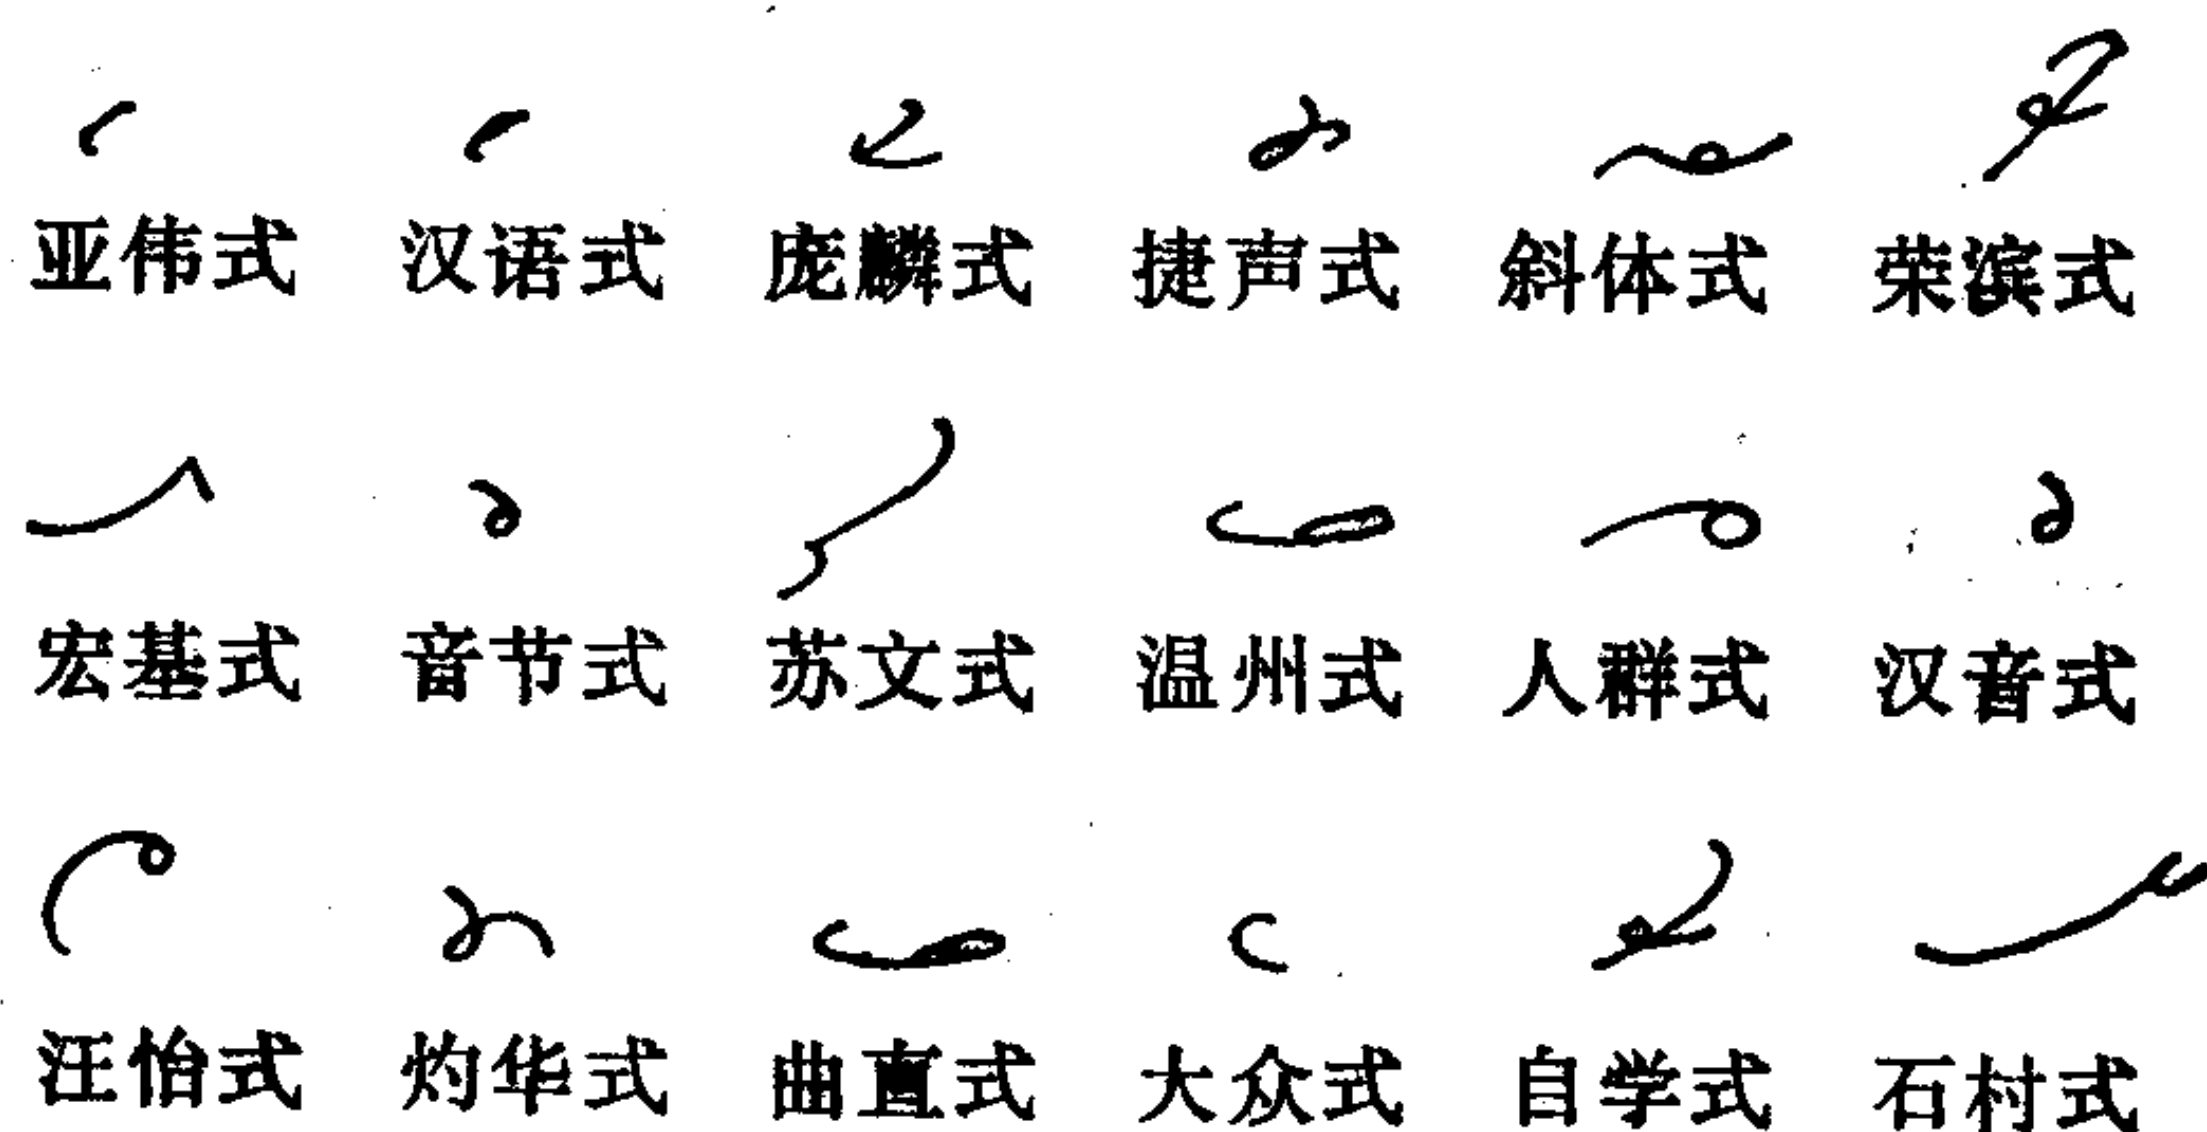 亚伟式 汉语式 庞麟式 捷声式 斜体式 荣滨式
宏基式 音节式 苏文式 温州式 人群式 汉音式
汪怡式 灼华式 曲直式 大众式 自学式 石村式